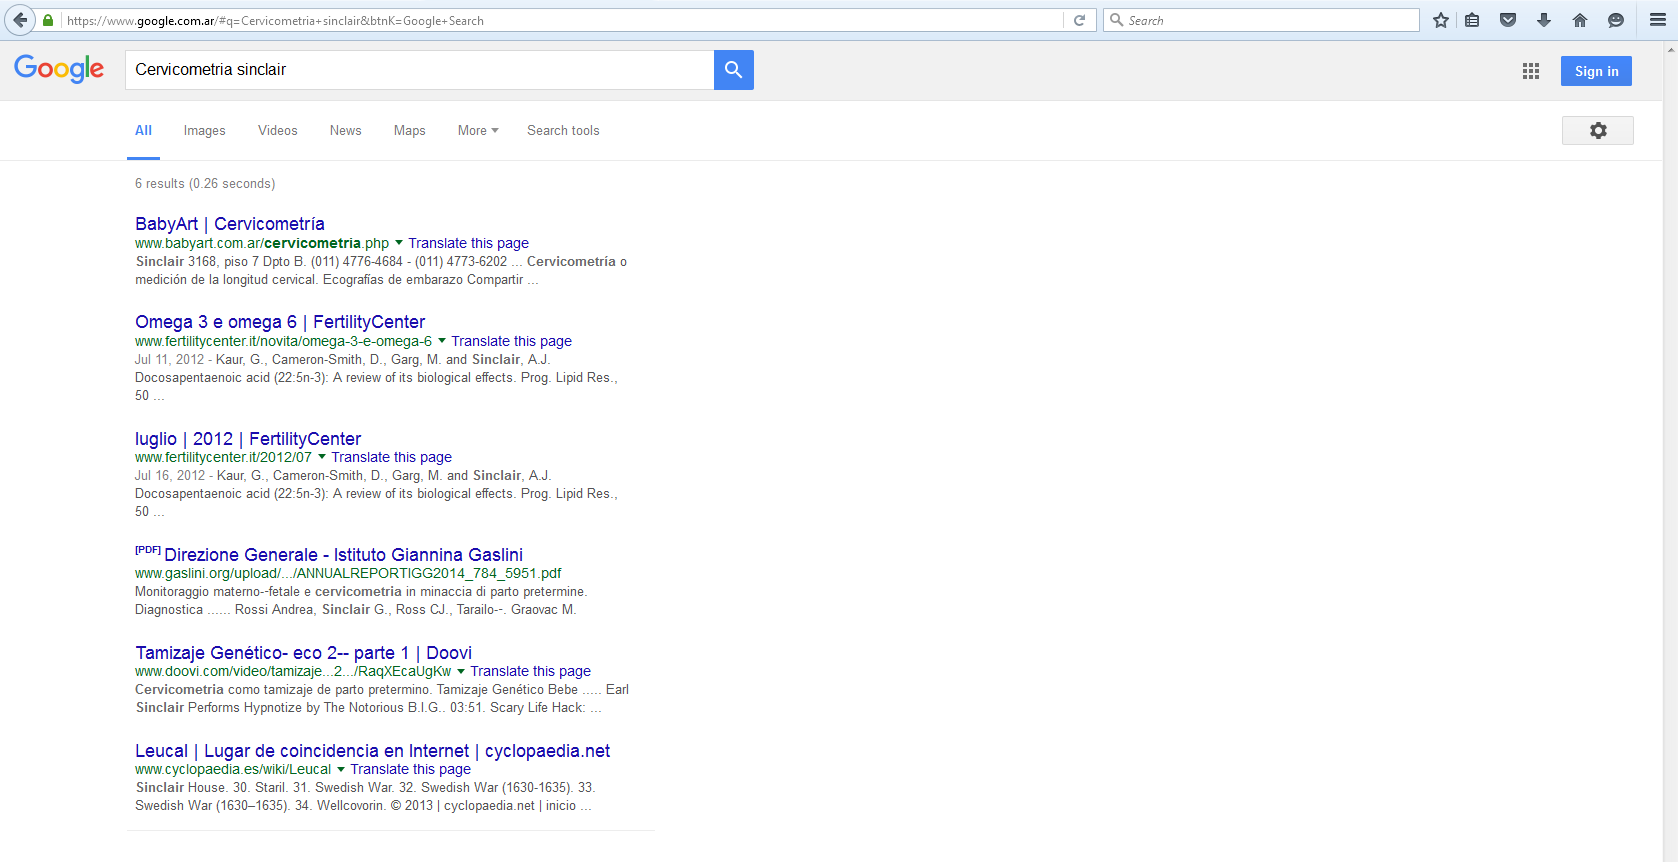 https://www.google.com.ar/#q=Cervicometria+sinclair&btnK=Google+Search
Search
Google
Cervicometria sinclair
Sign in
All Images Videos News Maps More Search tools
6 results (0.26 seconds)
BabyArt | Cervicometría
www.babyart.com.ar/cervicometria.php Translate this page
Sinclair 3168, piso 7 Dpto B. (011) 4776-4684 - (011) 4773-6202 ... Cervicometría o
medición de la longitud cervical. Ecografías de embarazo Compartir ...
Omega 3 e omega 6 | FertilityCenter
www.fertilitycenter.it/novita/omega-3-e-omega-6 Translate this page
Jul 11, 2012 - Kaur, G., Cameron-Smith, D., Garg, M. and Sinclair, A.J.
Docosapentaenoic acid (22:5n-3): A review of its biological effects. Prog. Lipid Res.,
50 ...
luglio | 2012 | FertilityCenter
www.fertilitycenter.it/2012/07 Translate this page
Jul 16, 2012 - Kaur, G., Cameron-Smith, D., Garg, M. and Sinclair, A.J.
Docosapentaenoic acid (22:5n-3): A review of its biological effects. Prog. Lipid Res.,
50 ...
[PDF] Direzione Generale - Istituto Giannina Gaslini
www.gaslini.org/upload/.../ANNUALREPORTIGG2014_784_5951.pdf
Monitoraggio materno--fetale e cervicometria in minaccia di parto pretermine.
Diagnostica ...... Rossi Andrea, Sinclair G., Ross CJ., Tarailo--. Graovac M.
Tamizaje Genético- eco 2-- parte 1 | Doovi
www.doovi.com/video/tamizaje...2.../RaqXEcaUgKw Translate this page
Cervicometria como tamizaje de parto pretermino. Tamizaje Genético Bebe ..... Earl
Sinclair Performs Hypnotize by The Notorious B.I.G.. 03:51. Scary Life Hack: ...
Leucal | Lugar de coincidencia en Internet | cyclopaedia.net
www.cyclopaedia.es/wiki/Leucal Translate this page
Sinclair House. 30. Staril. 31. Swedish War. 32. Swedish War (1630-1635). 33.
Swedish War (1630–1635). 34. Wellcovorin. © 2013 | cyclopaedia.net | inicio ...